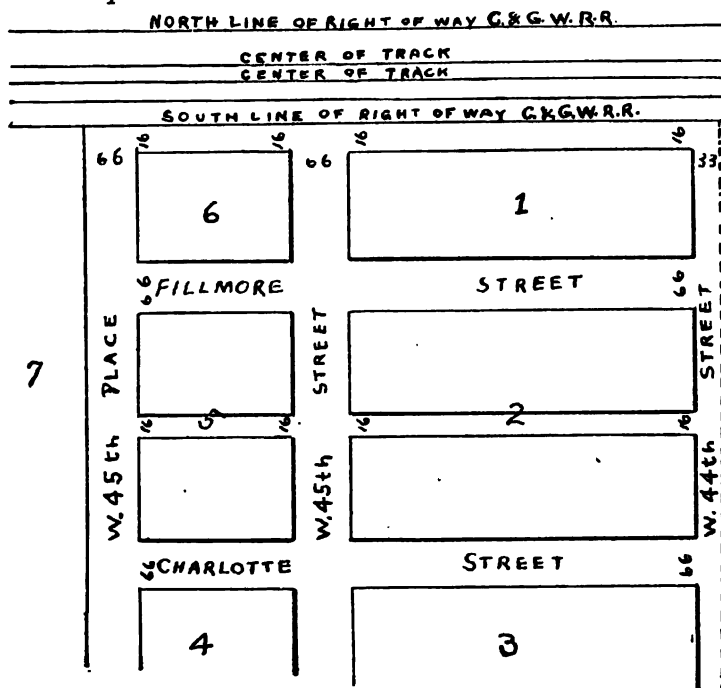 NORTH LINE OF RIGHT OF WAY C.&G.W.R.R.
CENTER OF TRACK
CENTER OF TRACK
SOUTH LINE OF RIGHT OF WAY C.&G.W.R.R.
16 16 16 16
66 66 33
6 1
66 FILLMORE STREET 66
W. 45th PLACE
W. 45th STREET
W. 44th STREET
7
16 5 16 16 2 16
66 CHARLOTTE STREET 66
4 3